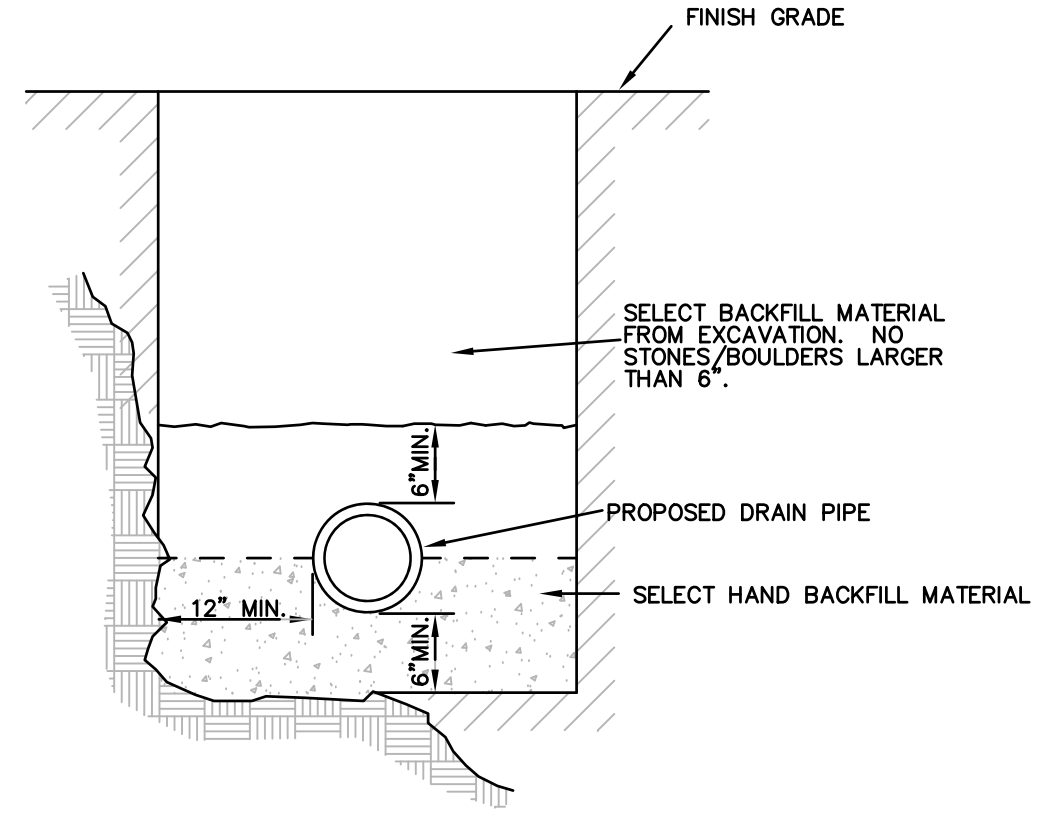 FINISH GRADE
SELECT BACKFILL MATERIAL
FROM EXCAVATION. NO
STONES/BOULDERS LARGER
THAN 6".
6"MIN.
PROPOSED DRAIN PIPE
SELECT HAND BACKFILL MATERIAL
12" MIN.
6"MIN.